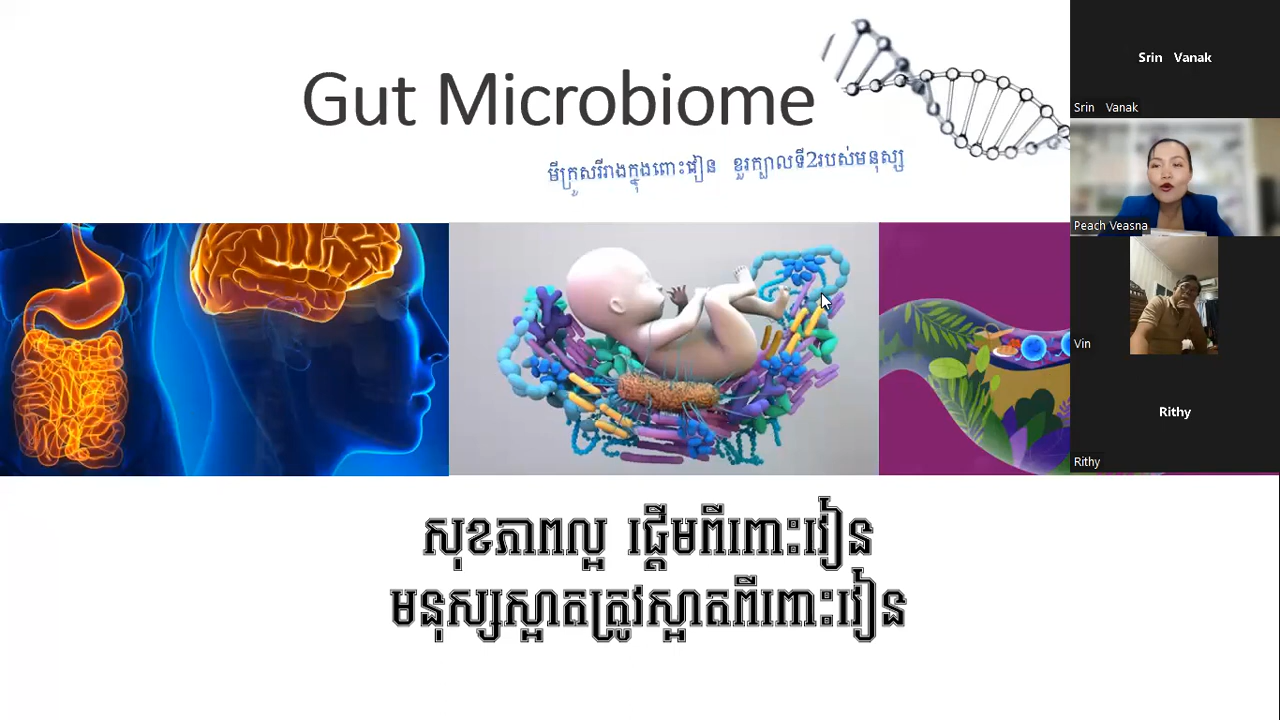 Gut Microbiome
មីក្រូសរីរាងក្នុងពោះវៀន ខួរក្បាលទី2របស់មនុស្ស
សុខភាពល្អ ផ្ដើមពីពោះវៀន
មនុស្សស្អាតត្រូវស្អាតពីពោះវៀន
Srin Vanak
Srin Vanak
Peach Veasna
Vin
Rithy
Rithy